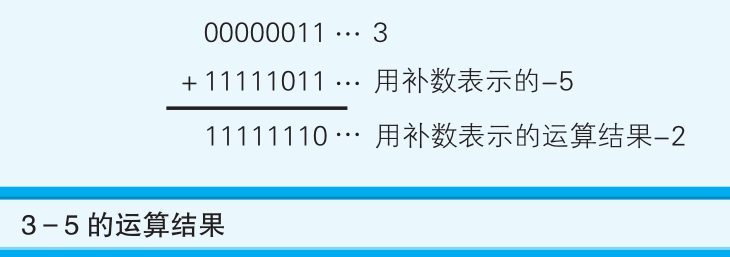 00000011 … 3
+11111011 … 用补数表示的–5
11111110 … 用补数表示的运算结果–2
3–5 的运算结果